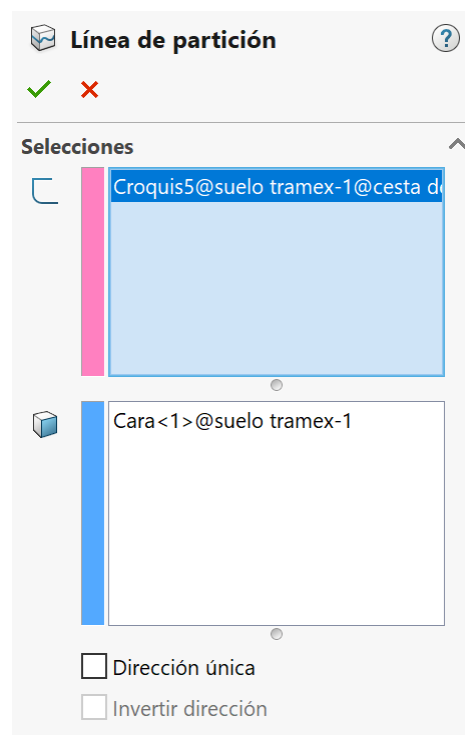 Línea de partición
?
Selecciones
Croquis5@suelo tramex-1@cesta de
Cara<1>@suelo tramex-1
Dirección única
Invertir dirección